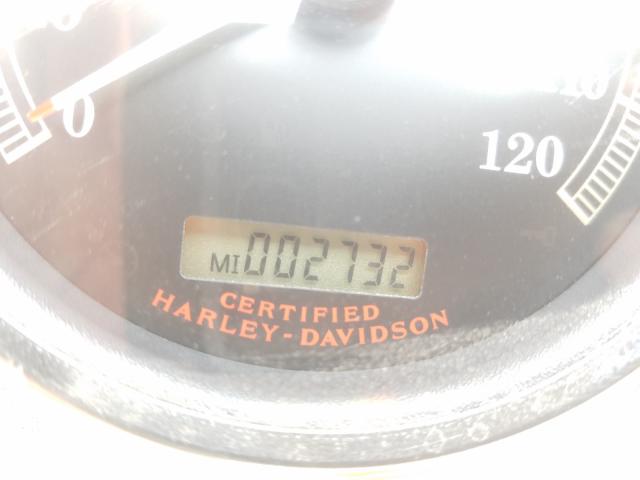 0
120
MI 002732
CERTIFIED
HARLEY-DAVIDSON